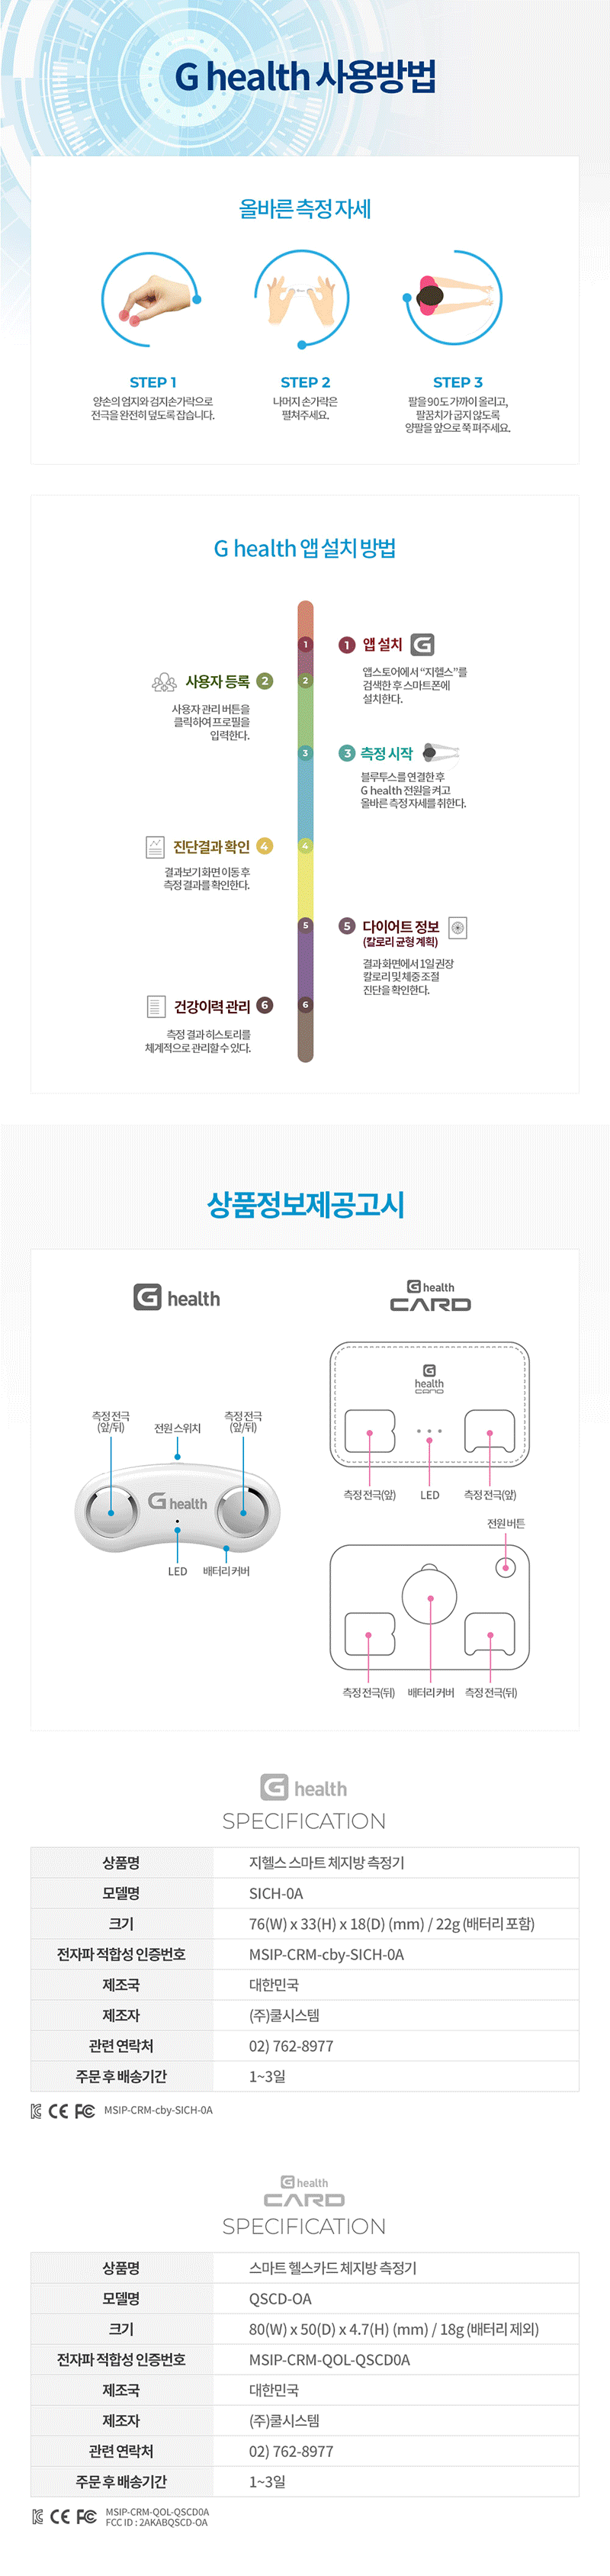 G health 사용방법
올바른 측정 자세
STEP 1
양손의 엄지와 검지손가락으로
전극을 완전히 덮도록 잡습니다.
STEP 2
나머지 손가락은
펼쳐주세요.
STEP 3
팔을 90도 가까이 올리고,
팔꿈치가 굽지 않도록
양팔을 앞으로 쭉 펴주세요.
G health 앱 설치 방법
1
1 앱 설치 G
앱스토어에서 “지헬스”를
검색한 후 스마트폰에
설치한다.
사용자 등록 2
2
사용자 관리 버튼을
클릭하여 프로필을
입력한다.
3
3 측정 시작
블루투스를 연결한 후
G health 전원을 켜고
올바른 측정 자세를 취한다.
진단결과 확인 4
4
결과보기 화면 이동 후
측정 결과를 확인한다.
5
5 다이어트 정보
(칼로리 균형 계획)
결과 화면에서 1일 권장
칼로리 및 체중 조절
진단을 확인한다.
건강이력 관리 6
6
측정 결과 히스토리를
체계적으로 관리할 수 있다.
상품정보제공고시
G health
측정 전극
(앞/뒤)
전원 스위치
측정 전극
(앞/뒤)
G health
LED
배터리 커버
G health
CARD
G
health
CARD
측정 전극(앞)
LED
측정 전극(앞)
전원 버튼
측정 전극(뒤)
배터리 커버
측정 전극(뒤)
G health
SPECIFICATION
상품명 지헬스 스마트 체지방 측정기
모델명 SICH-0A
크기 76(W) x 33(H) x 18(D) (mm) / 22g (배터리 포함)
전자파 적합성 인증번호 MSIP-CRM-cby-SICH-0A
제조국 대한민국
제조자 (주)쿨시스템
관련 연락처 02) 762-8977
주문 후 배송기간 1~3일
CE FC MSIP-CRM-cby-SICH-0A
G health
CARD
SPECIFICATION
상품명 스마트 헬스카드 체지방 측정기
모델명 QSCD-OA
크기 80(W) x 50(D) x 4.7(H) (mm) / 18g (배터리 제외)
전자파 적합성 인증번호 MSIP-CRM-QOL-QSCD0A
제조국 대한민국
제조자 (주)쿨시스템
관련 연락처 02) 762-8977
주문 후 배송기간 1~3일
CE FC MSIP-CRM-QOL-QSCD0A
FCC ID : 2AKABQSCD-OA